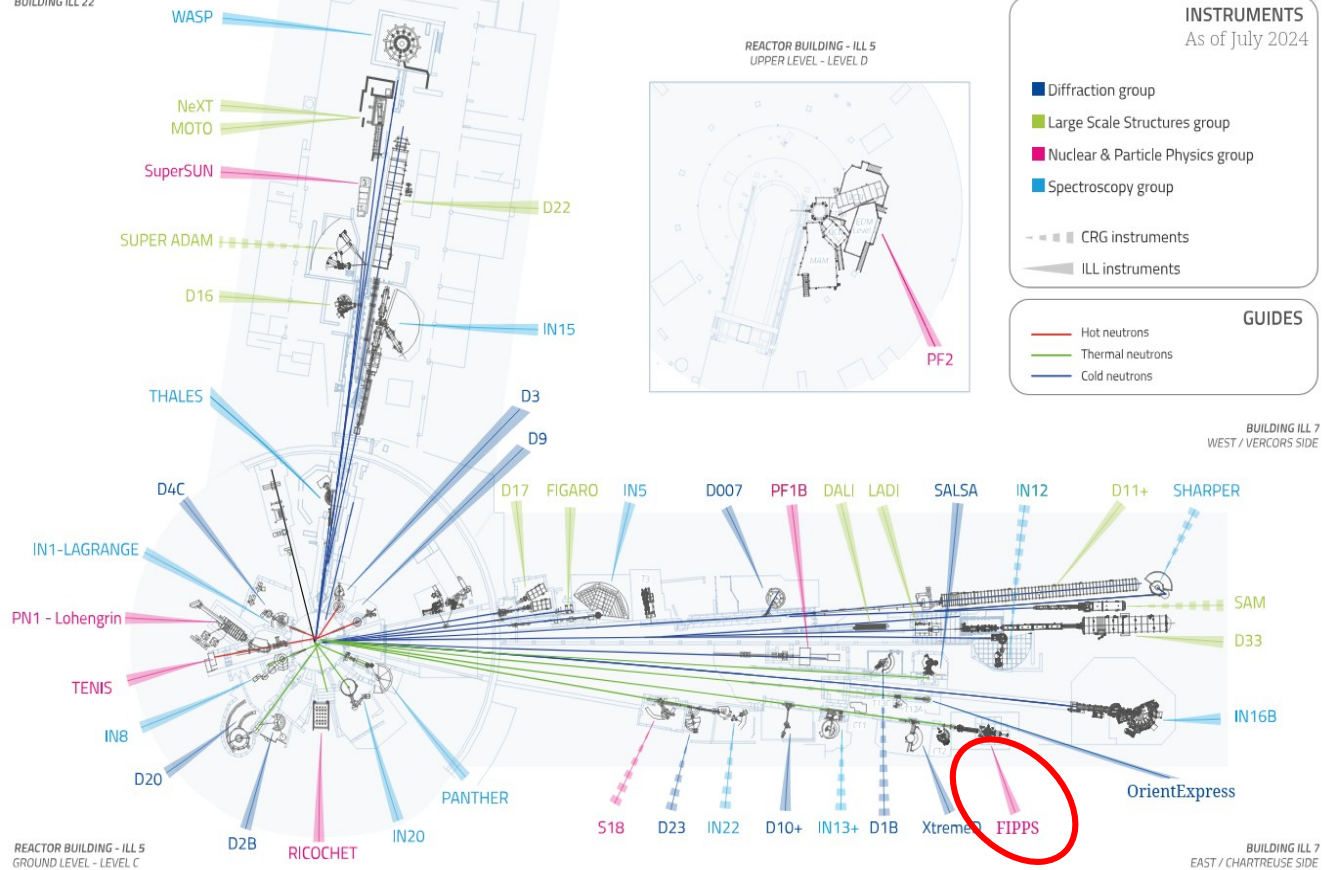 BUILDING ILL 22
WASP
NeXT
MOTO
SuperSUN
D22
SUPER ADAM
D16
IN15
THALES
D3
D9
D4C
IN1-LAGRANGE
PN1 - Lohengrin
TENIS
IN8
D20
D2B
RICOCHET
IN20
PANTHER
REACTOR BUILDING - ILL 5
GROUND LEVEL - LEVEL C
REACTOR BUILDING - ILL 5
UPPER LEVEL - LEVEL D
MAM
EDM
Level
PF2
INSTRUMENTS
As of July 2024
Diffraction group
Large Scale Structures group
Nuclear & Particle Physics group
Spectroscopy group
CRG instruments
ILL instruments
GUIDES
Hot neutrons
Thermal neutrons
Cold neutrons
BUILDING ILL 7
WEST / VERCORS SIDE
D17 FIGARO IN5 D007 PF1B DALI LADI SALSA IN12 D11+ SHARPER
T3
SAM
D33
IN16B
OrientExpress
S18 D23 IN22 D10+ IN13+ D1B XtremeD FIPPS
CT2
BUILDING ILL 7
EAST / CHARTREUSE SIDE